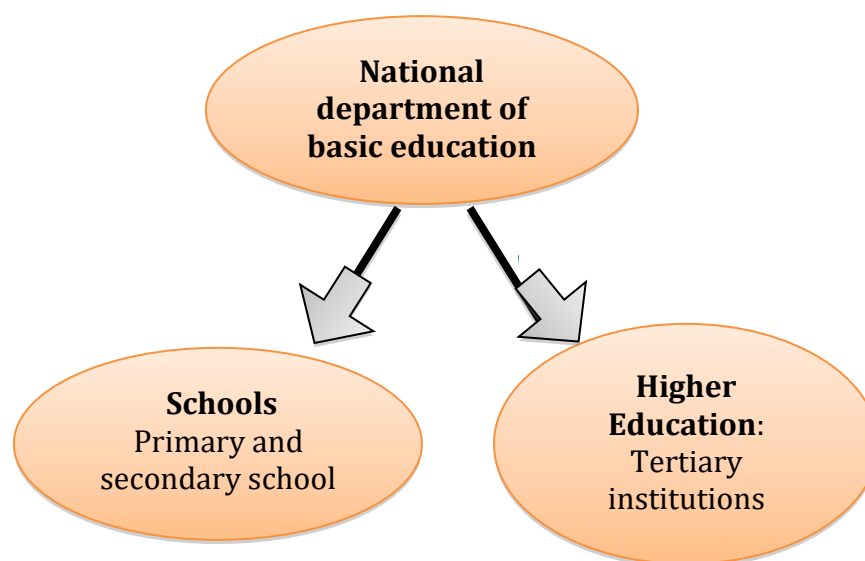 National
department of
basic education
Schools
Primary and
secondary school
Higher
Education:
Tertiary
institutions